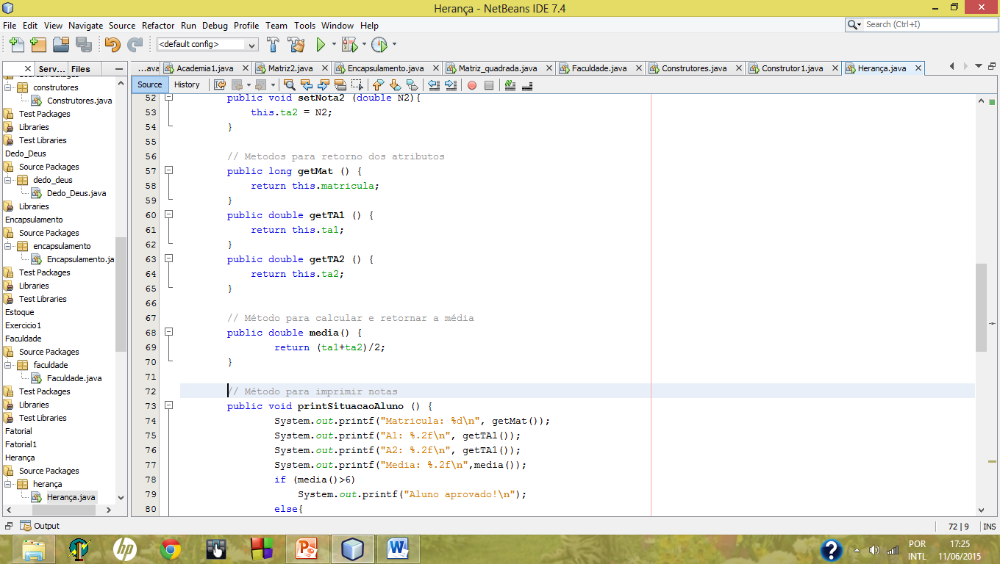 Herança - NetBeans IDE 7.4
File Edit View Navigate Source Refactor Run Debug Profile Team Tools Window Help
Search (Ctrl+I)
<default config>
Serv... Files
...ava Academia1.java Matriz2.java Encapsulamento.java Matriz_quadrada.java Faculdade.java Construtores.java Construtor1.java Herança.java
Source History
construtores
Construtores.java
Test Packages
Libraries
Test Libraries
Dedo_Deus
Source Packages
dedo_deus
Dedo_Deus.java
Libraries
Encapsulamento
Source Packages
encapsulamento
Encapsulamento.ja
Test Packages
Libraries
Test Libraries
Estoque
Exercicio1
Faculdade
Source Packages
faculdade
Faculdade.java
Test Packages
Libraries
Test Libraries
Fatorial
Fatorial1
Herança
Source Packages
herança
Herança.java
52 public void setNota2 (double N2){
53 this.ta2 = N2;
54 }
55
56 // Metodos para retorno dos atributos
57 public long getMat () {
58 return this.matricula;
59 }
60 public double getTA1 () {
61 return this.ta1;
62 }
63 public double getTA2 () {
64 return this.ta2;
65 }
66
67 // Método para calcular e retornar a média
68 public double media() {
69 return (ta1+ta2)/2;
70 }
71
72 // Método para imprimir notas
73 public void printSituacaoAluno () {
74 System.out.printf("Matricula: %d\n", getMat());
75 System.out.printf("A1: %.2f\n", getTA1());
76 System.out.printf("A2: %.2f\n", getTA1());
77 System.out.printf("Media: %.2f\n",media());
78 if (media()>6)
79 System.out.printf("Aluno aprovado!\n");
80 else{
Output
72 | 9 INS
POR
INTL
17:25
11/06/2015